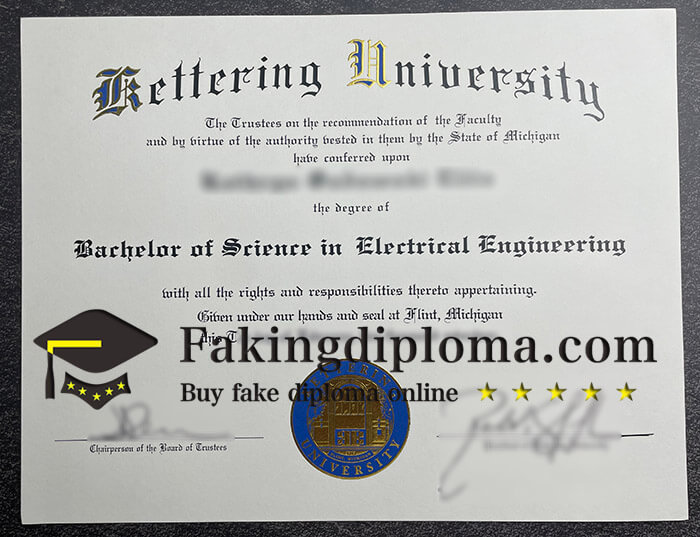 Kettering University
The Trustees on the recommendation of the Faculty
and by virtue of the authority vested in them by the State of Michigan
have conferred upon
the degree of
Bachelor of Science in Electrical Engineering
with all the rights and responsibilities thereto appertaining.
Given under our hands and seal at Flint, Michigan
this
Fakingdiploma.com
Buy fake diploma online
KETTERING
UNIVERSITY
Chairperson of the Board of Trustees